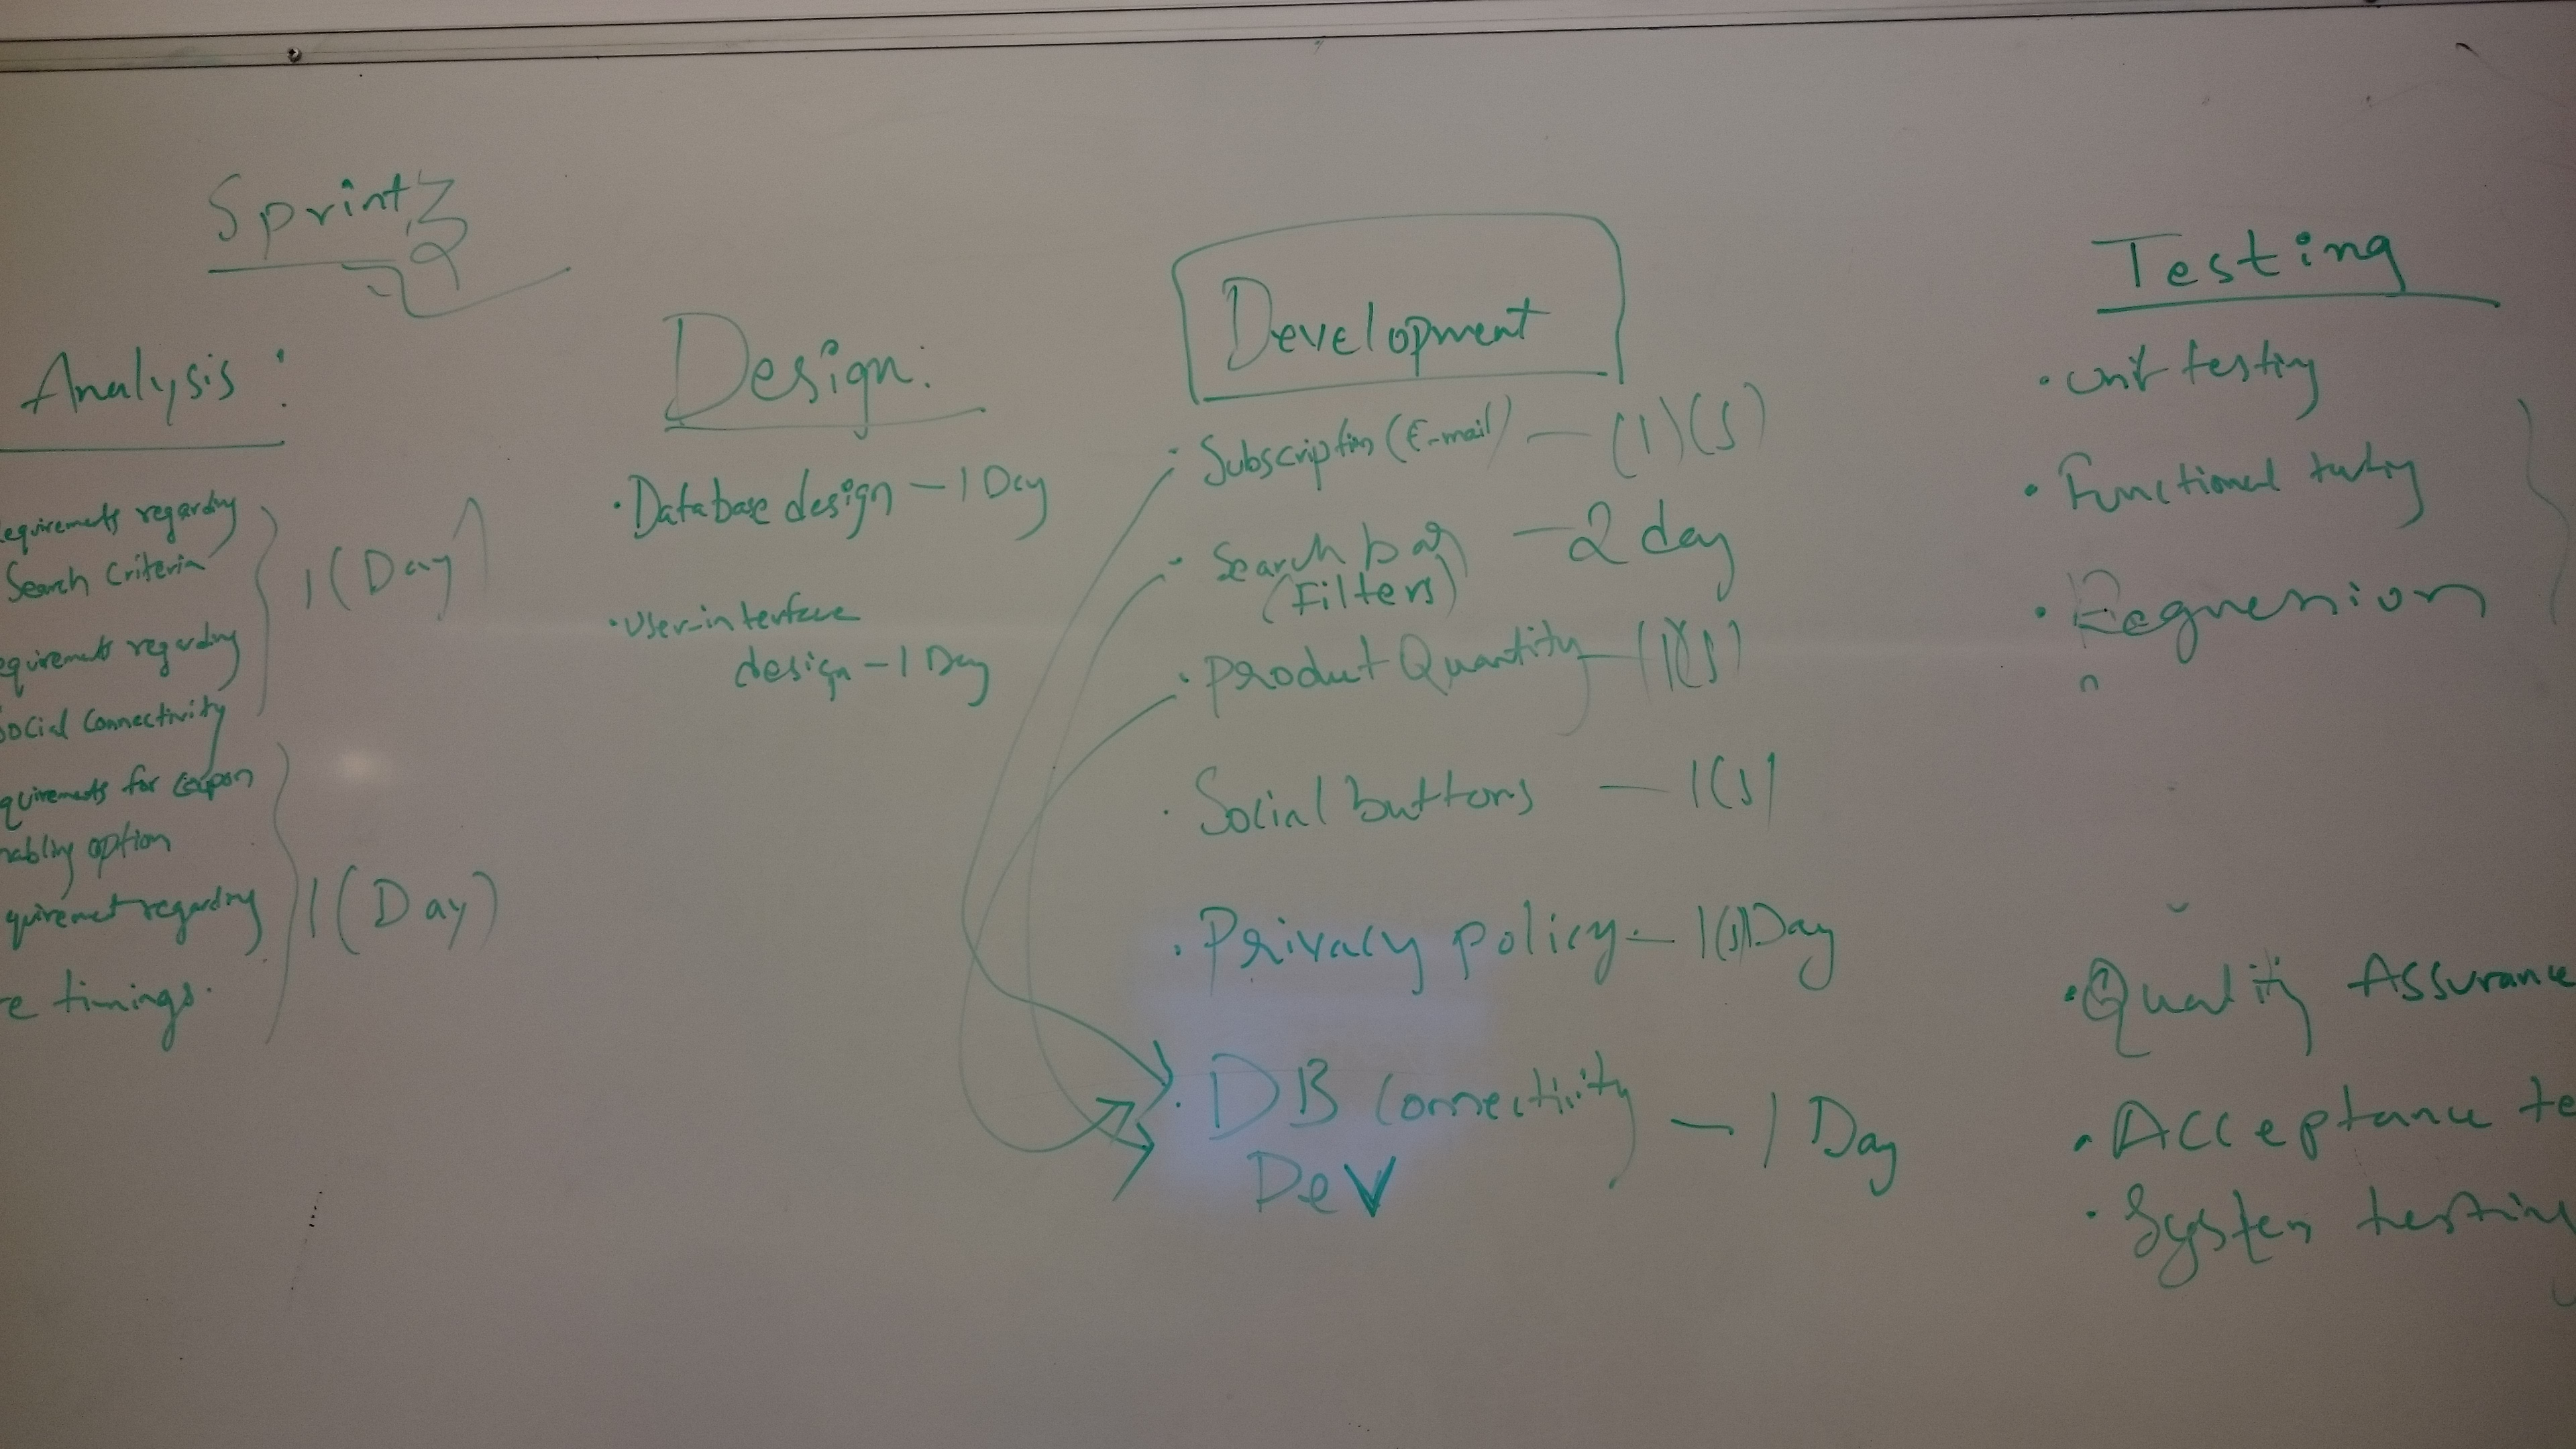 Sprint 3
Analysis :
equirements regarding
Search Criteria
equirements regarding
social Connectivity
1 (Day)
quirements for coupon
nabling option
quiremet regarding
e timings.
1 (Day)
Design:
· Database design - 1 Day
· User-interface
design - 1 Day
Development
· Subscription (E-mail) - (1)(s)
· Search bar - 2 day
(Filters)
· Product Quantity - (1)(s)
· Social buttons - 1(s)
· Privacy policy - 1(s) Day
· DB Connectivity - 1 Day
Dev
Testing
· Unit testing
· Functional testing
· Regression
· Quality Assurance
· Acceptance te
· System testing